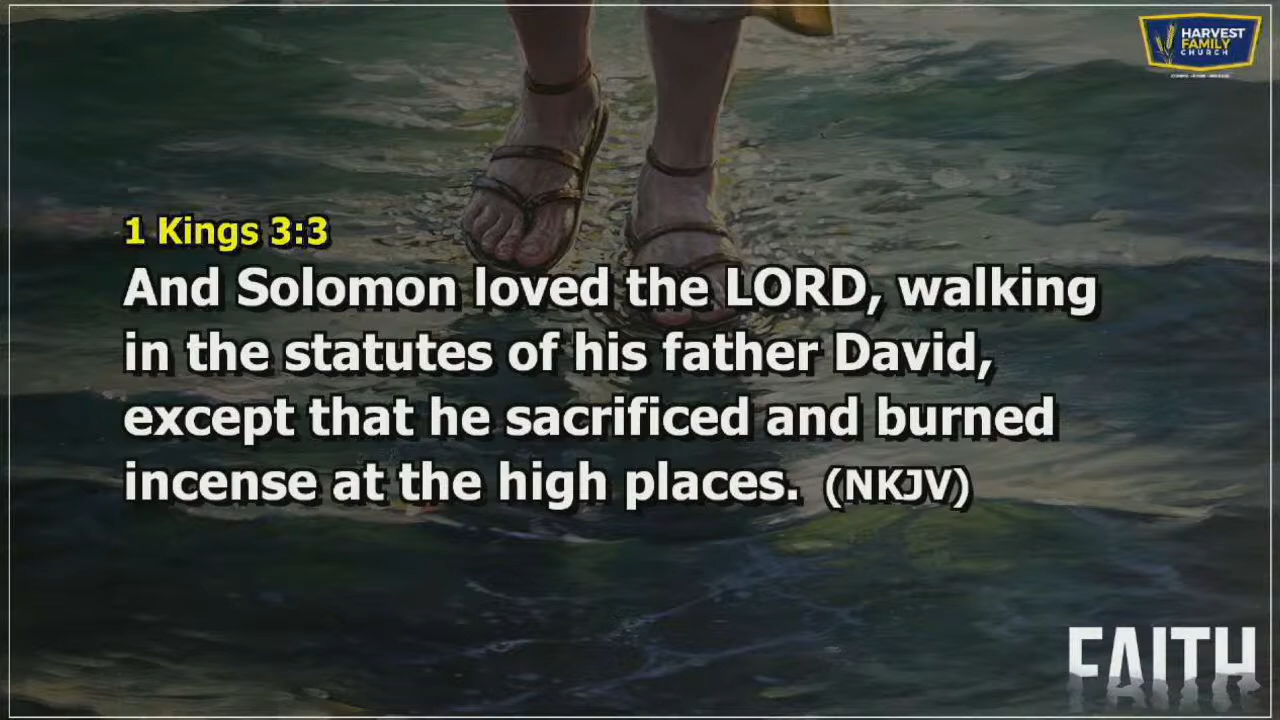 HARVEST
FAMILY
CHURCH
1 Kings 3:3
And Solomon loved the LORD, walking
in the statutes of his father David,
except that he sacrificed and burned
incense at the high places. (NKJV)
FAITH